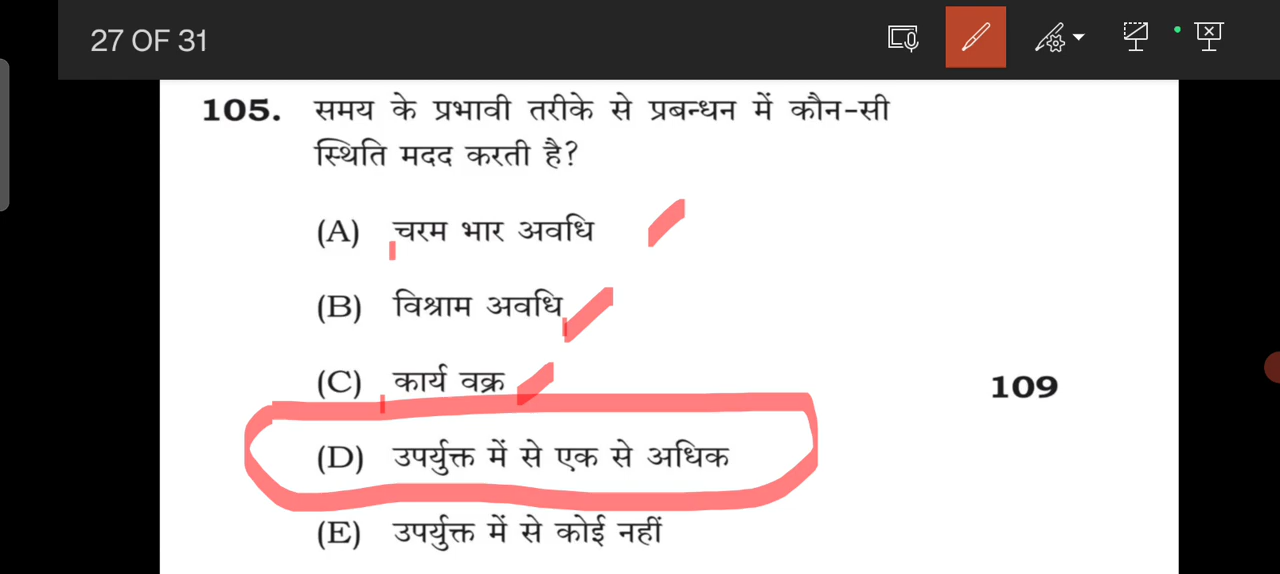 27 OF 31
105. समय के प्रभावी तरीके से प्रबन्धन में कौन-सी
स्थिति मदद करती है?
(A) चरम भार अवधि
(B) विश्राम अवधि
(C) कार्य वक्र
109
(D) उपर्युक्त में से एक से अधिक
(E) उपर्युक्त में से कोई नहीं